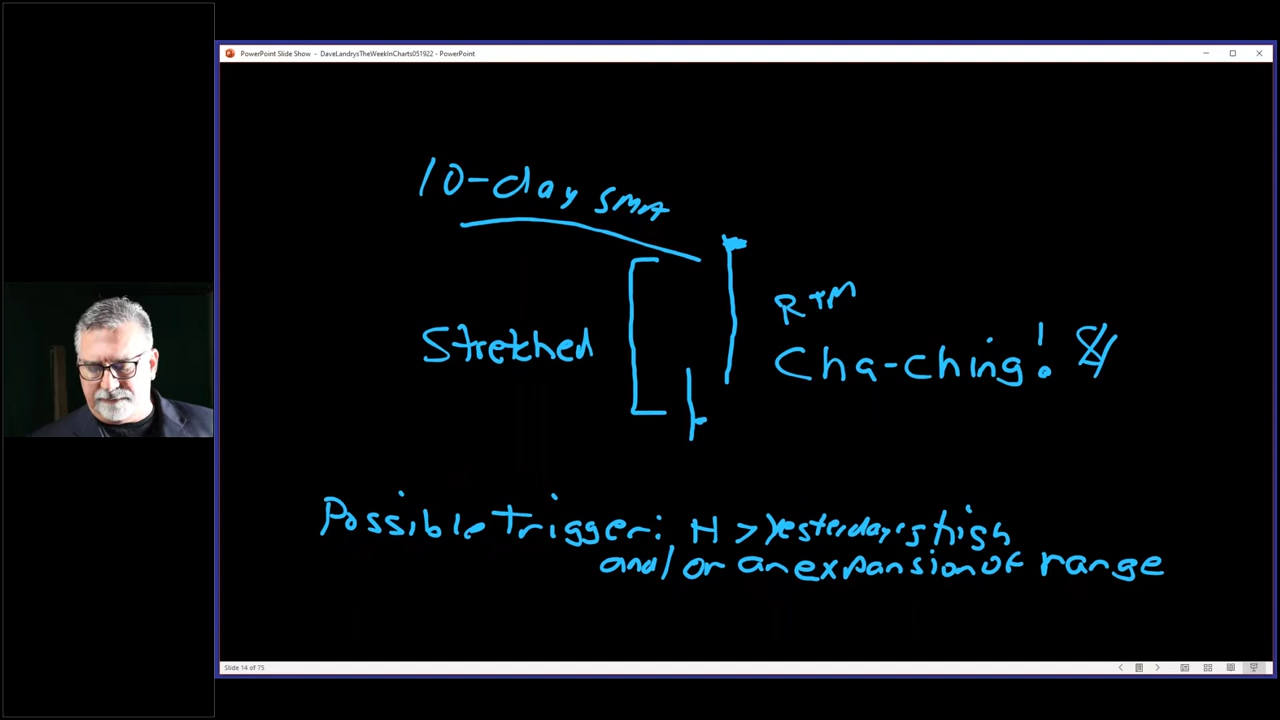 PowerPoint Slide Show - DaveLandrysTheWeekInCharts051922 - PowerPoint
10-day SMA
RTM
Stretched
Cha-ching! $
Possible Trigger: H > Yesterday's high
and/or an expansion of range
Slide 14 of 75